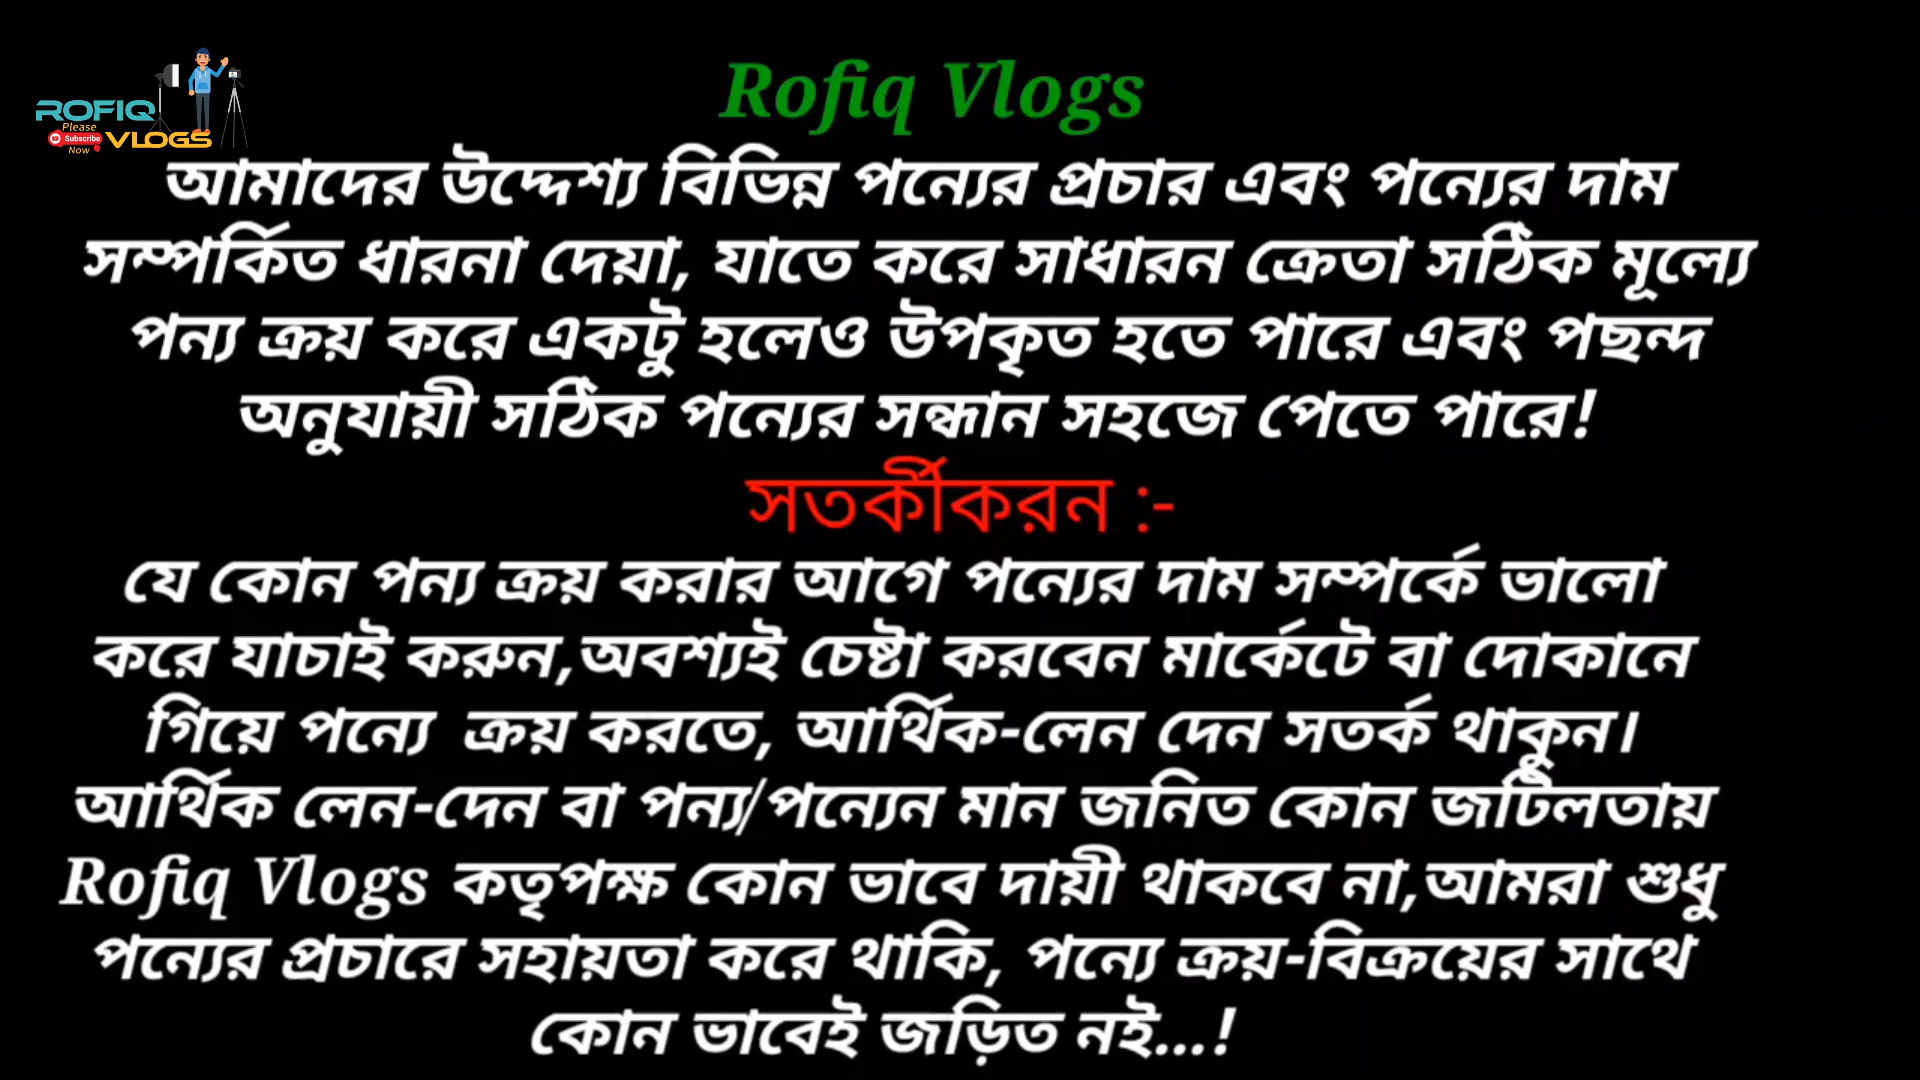 Rofiq Vlogs
ROFIQ
Please
Subscribe
Now
VLOGS
আমাদের উদ্দেশ্য বিভিন্ন পন্যের প্রচার এবং পন্যের দাম
সম্পর্কিত ধারনা দেয়া, যাতে করে সাধারন ক্রেতা সঠিক মূল্যে
পন্য ক্রয় করে একটু হলেও উপকৃত হতে পারে এবং পছন্দ
অনুযায়ী সঠিক পন্যের সন্ধান সহজে পেতে পারে!
সতর্কীকরন :-
যে কোন পন্য ক্রয় করার আগে পন্যের দাম সম্পর্কে ভালো
করে যাচাই করুন,অবশ্যই চেষ্টা করবেন মার্কেটে বা দোকানে
গিয়ে পন্যে ক্রয় করতে, আর্থিক-লেন দেন সতর্ক থাকুন।
আর্থিক লেন-দেন বা পন্য/পন্যেন মান জনিত কোন জটিলতায়
Rofiq Vlogs কতৃপক্ষ কোন ভাবে দায়ী থাকবে না,আমরা শুধু
পন্যের প্রচারে সহায়তা করে থাকি, পন্যে ক্রয়-বিক্রয়ের সাথে
কোন ভাবেই জড়িত নই...!